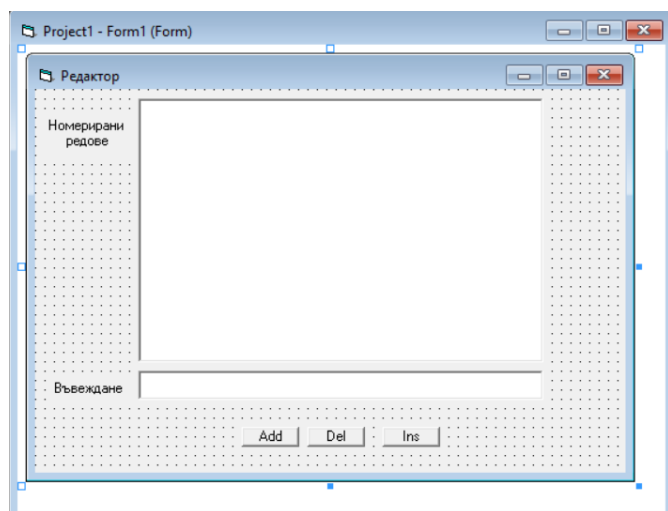 Project1 - Form1 (Form)
Редактор
Номерирани
редове
Въвеждане
Add Del Ins